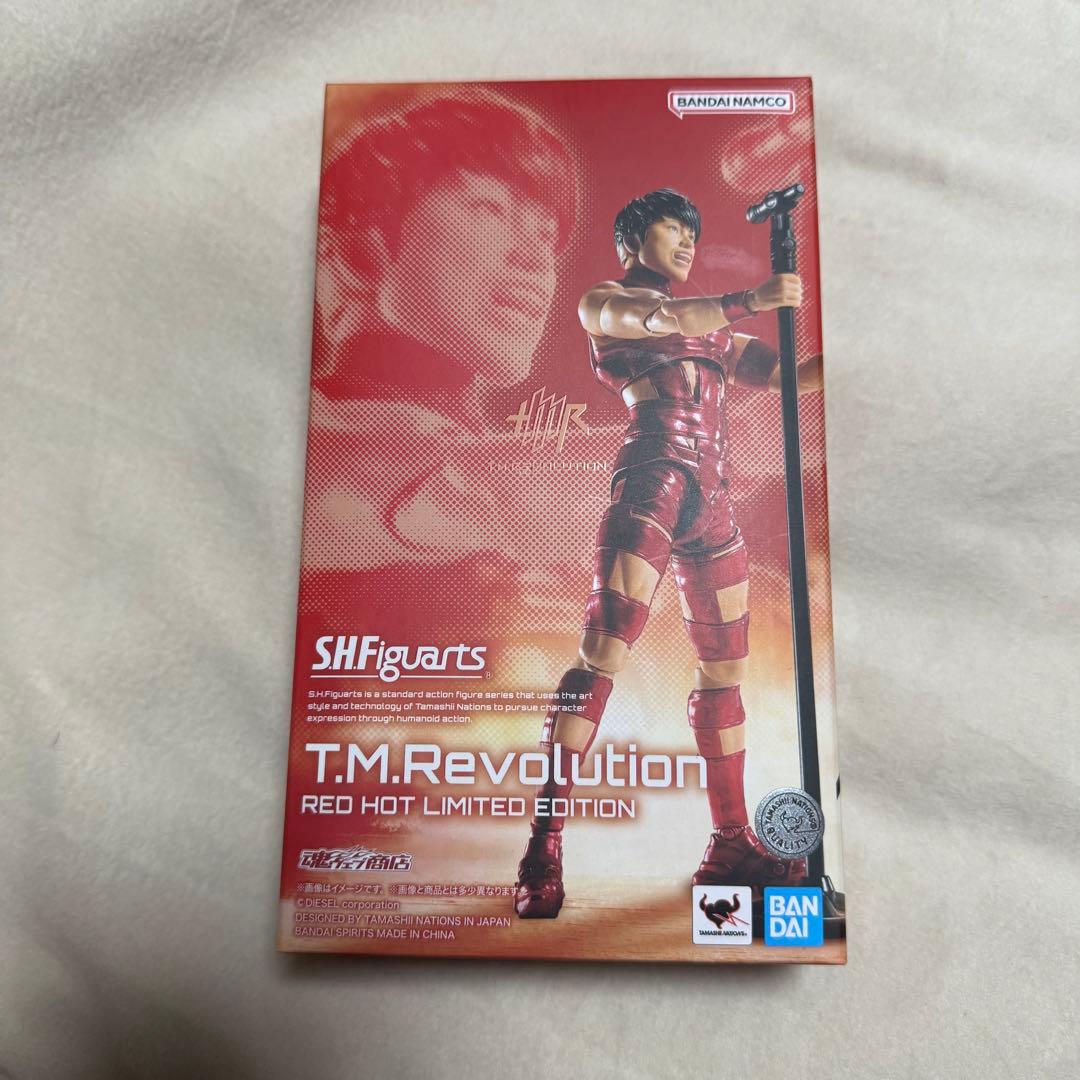 BANDAI NAMCO
T.M.REVOLUTION
S.H.Figuarts
S.H.Figuarts is a standard action figure series that uses the art
style and technology of Tamashii Nations to pursue character
expression through humanoid action.
T.M.Revolution
RED HOT LIMITED EDITION
魂ウェブ商店
※画像はイメージです。 ※画像と商品とは多少異なります。
© DIESEL corporation
DESIGNED BY TAMASHII NATIONS IN JAPAN
BANDAI SPIRITS MADE IN CHINA
TAMASHII NATIONS
QUALITY
TAMASHII NATIONS®
BAN
DAI